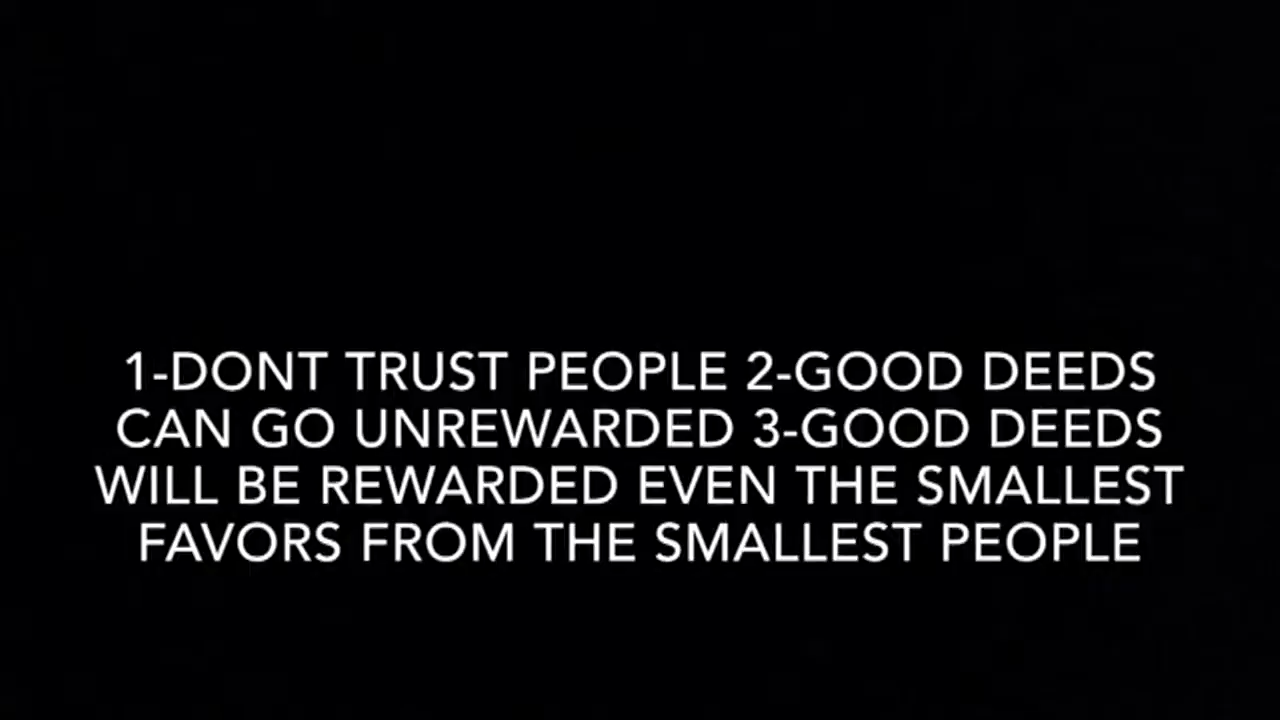 1-DONT TRUST PEOPLE 2-GOOD DEEDS
CAN GO UNREWARDED 3-GOOD DEEDS
WILL BE REWARDED EVEN THE SMALLEST
FAVORS FROM THE SMALLEST PEOPLE